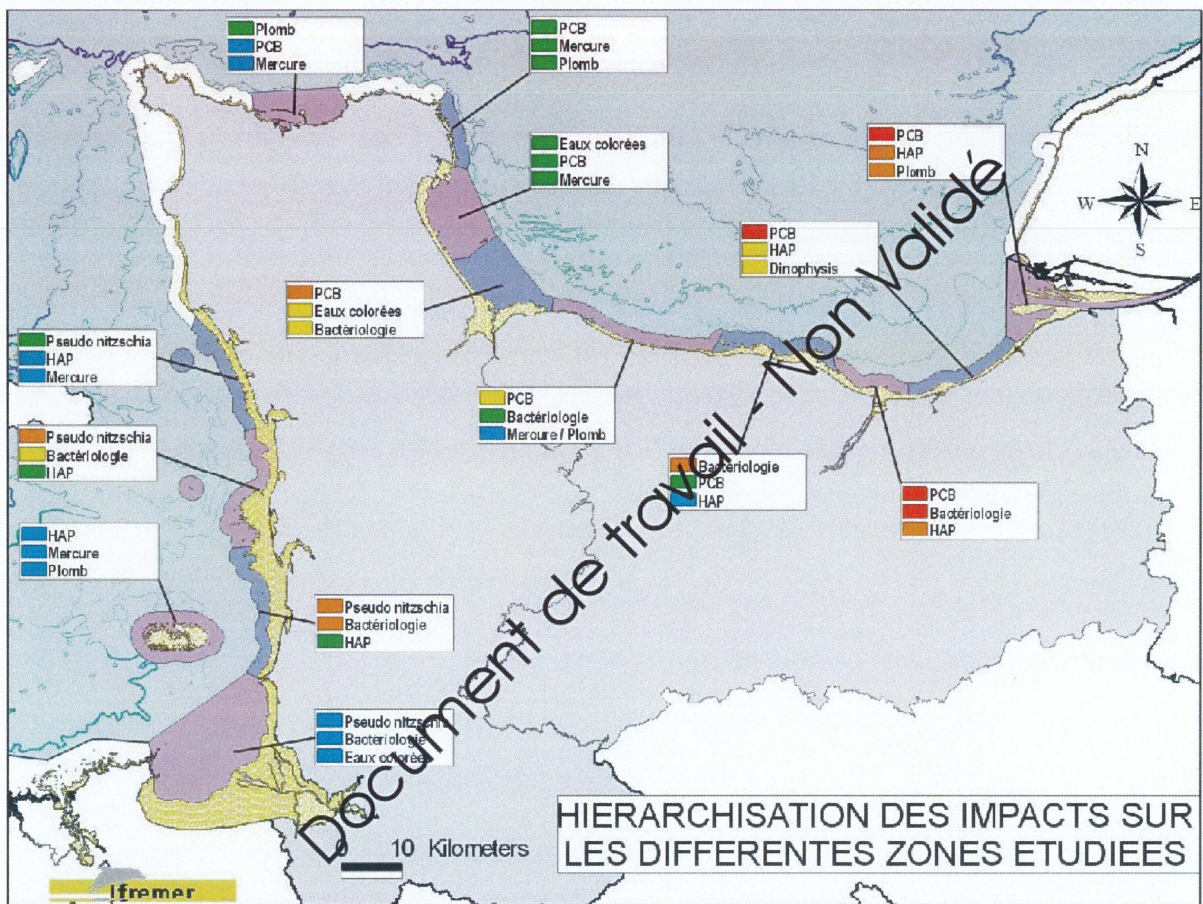 Plomb
PCB
Mercure
PCB
Mercure
Plomb
Eaux colorées
PCB
Mercure
PCB
HAP
Plomb
N
W
E
S
PCB
HAP
Dinophysis
PCB
Eaux colorées
Bactériologie
Pseudo nitzschia
HAP
Mercure
PCB
Bactériologie
Mercure / Plomb
Pseudo nitzschia
Bactériologie
HAP
Bactériologie
PCB
HAP
PCB
Bactériologie
HAP
HAP
Mercure
Plomb
Pseudo nitzschia
Bactériologie
HAP
Pseudo nitzschia
Bactériologie
Eaux colorées
Document de travail - Non Validé
0 10 Kilometers
HIERARCHISATION DES IMPACTS SUR
LES DIFFERENTES ZONES ETUDIEES
Ifremer